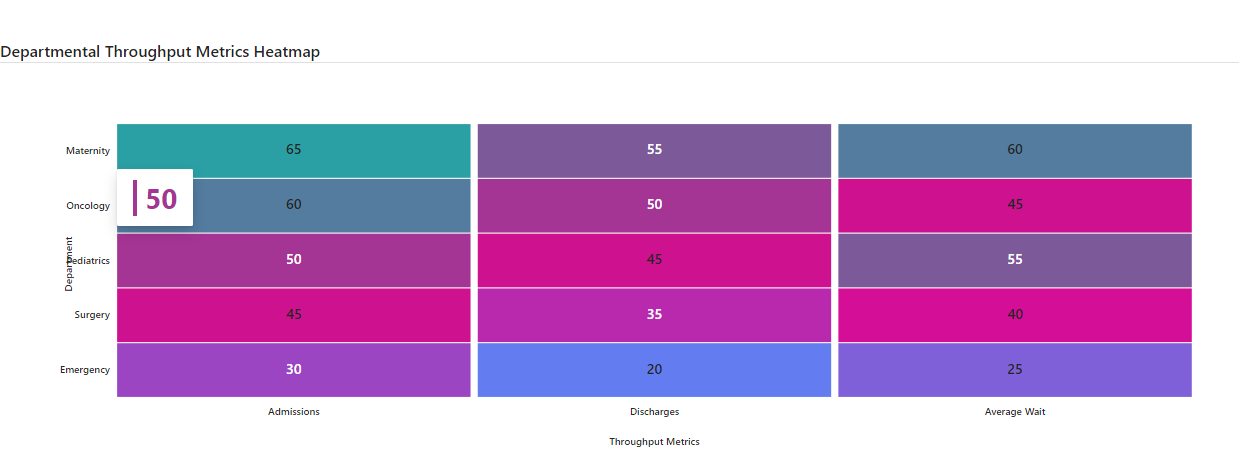 Departmental Throughput Metrics Heatmap
Maternity 65 55 60
50
Oncology 60 50 45
Department
Pediatrics 50 45 55
Surgery 45 35 40
Emergency 30 20 25
Admissions Discharges Average Wait
Throughput Metrics